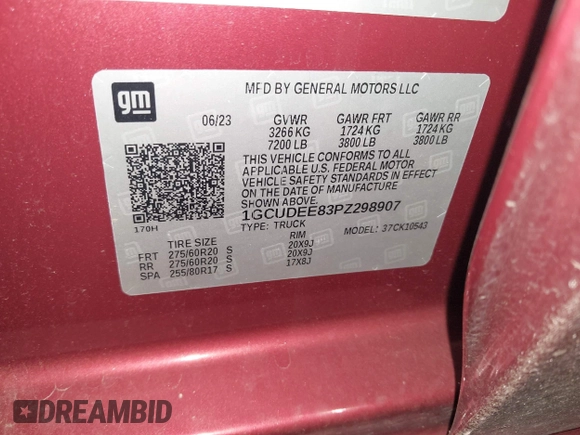 gm
MFD BY GENERAL MOTORS LLC
06/23 GVWR GAWR FRT GAWR RR
3266 KG 1724 KG 1724 KG
7200 LB 3800 LB 3800 LB
THIS VEHICLE CONFORMS TO ALL
APPLICABLE U.S. FEDERAL MOTOR
VEHICLE SAFETY STANDARDS IN EFFECT
ON THE DATE OF MANUFACTURE
SHOWN ABOVE.
170H
1GCUDEE83PZ298907
TYPE: TRUCK 37CK10543
TIRE SIZE RIM
FRT 275/60R20 S 20X9J
RR 275/60R20 S 20X9J
SPA 255/80R17 S 17X8J
DREAMBID